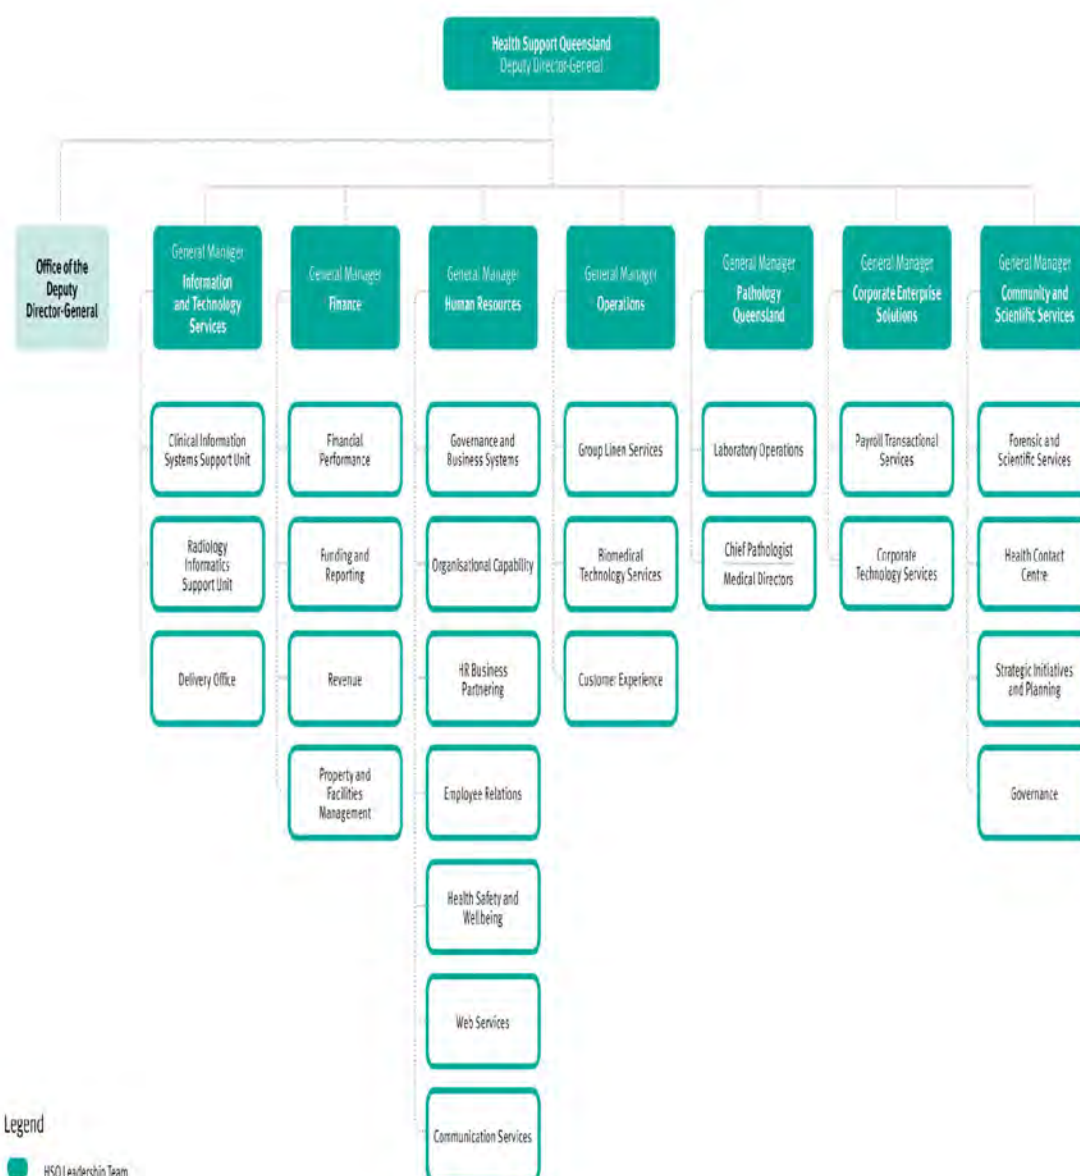 Health Support Queensland
Deputy Director-General
Office of the
Deputy
Director-General
General Manager
Information
and Technology
Services
General Manager
Finance
General Manager
Human Resources
General Manager
Operations
General Manager
Pathology
Queensland
General Manager
Corporate Enterprise
Solutions
General Manager
Community and
Scientific Services
Clinical Information
Systems Support Unit
Financial
Performance
Governance and
Business Systems
Group Linen Services
Laboratory Operations
Payroll Transactional
Services
Forensic and
Scientific Services
Radiology
Informatics
Support Unit
Funding and
Reporting
Organisational Capability
Biomedical
Technology Services
Chief Pathologist
Medical Directors
Corporate
Technology Services
Health Contact
Centre
Delivery Office
Revenue
HR Business
Partnering
Customer Experience
Strategic Initiatives
and Planning
Property and
Facilities
Management
Employee Relations
Governance
Health Safety and
Wellbeing
Web Services
Communication Services
Legend
HSQ Leadership Team